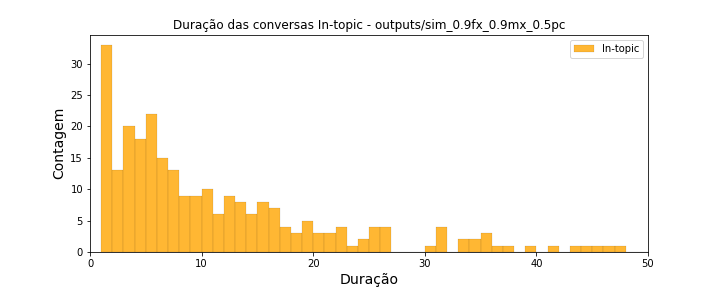 Duração das conversas In-topic - outputs/sim_0.9fx_0.9mx_0.5pc
In-topic
Contagem
30
25
20
15
10
5
0
0 10 20 30 40 50
Duração